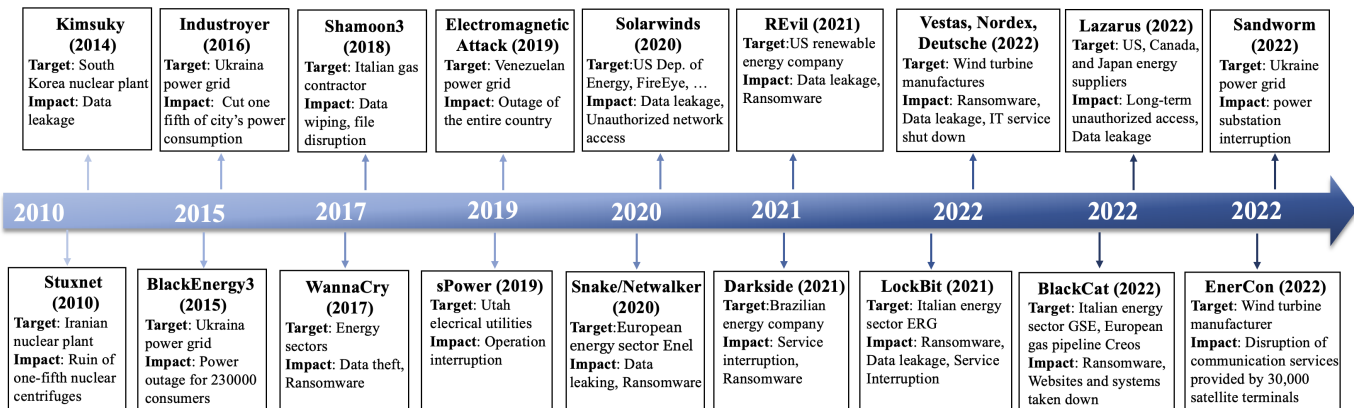 Kimsuky
(2014)
Target: South
Korea nuclear plant
Impact: Data
leakage
Industroyer
(2016)
Target: Ukraina
power grid
Impact: Cut one
fifth of city's power
consumption
Shamoon3
(2018)
Target: Italian gas
contractor
Impact: Data
wiping, file
disruption
Electromagnetic
Attack (2019)
Target: Venezuelan
power grid
Impact: Outage of
the entire country
Solarwinds
(2020)
Target:US Dep. of
Energy, FireEye, …
Impact: Data leakage,
Unauthorized network
access
REvil (2021)
Target:US renewable
energy company
Impact: Data leakage,
Ransomware
Vestas, Nordex,
Deutsche (2022)
Target: Wind turbine
manufactures
Impact: Ransomware,
Data leakage, IT service
shut down
Lazarus (2022)
Target: US, Canada,
and Japan energy
suppliers
Impact: Long-term
unauthorized access,
Data leakage
Sandworm
(2022)
Target: Ukraine
power grid
Impact: power
substation
interruption
2010
2015
2017
2019
2020
2021
2022
2022
2022
Stuxnet
(2010)
Target: Iranian
nuclear plant
Impact: Ruin of
one-fifth nuclear
centrifuges
BlackEnergy3
(2015)
Target: Ukraina
power grid
Impact: Power
outage for 230000
consumers
WannaCry
(2017)
Target: Energy
sectors
Impact: Data theft,
Ransomware
sPower (2019)
Target: Utah
elecrical utilities
Impact: Operation
interruption
Snake/Netwalker
(2020)
Target:European
energy sector Enel
Impact: Data
leaking, Ransomware
Darkside (2021)
Target:Brazilian
energy company
Impact: Service
interruption,
Ransomware
LockBit (2021)
Target: Italian energy
sector ERG
Impact: Ransomware,
Data leakage, Service
Interruption
BlackCat (2022)
Target: Italian energy
sector GSE, European
gas pipeline Creos
Impact: Ransomware,
Websites and systems
taken down
EnerCon (2022)
Target: Wind turbine
manufacturer
Impact: Disruption of
communication services
provided by 30,000
satellite terminals